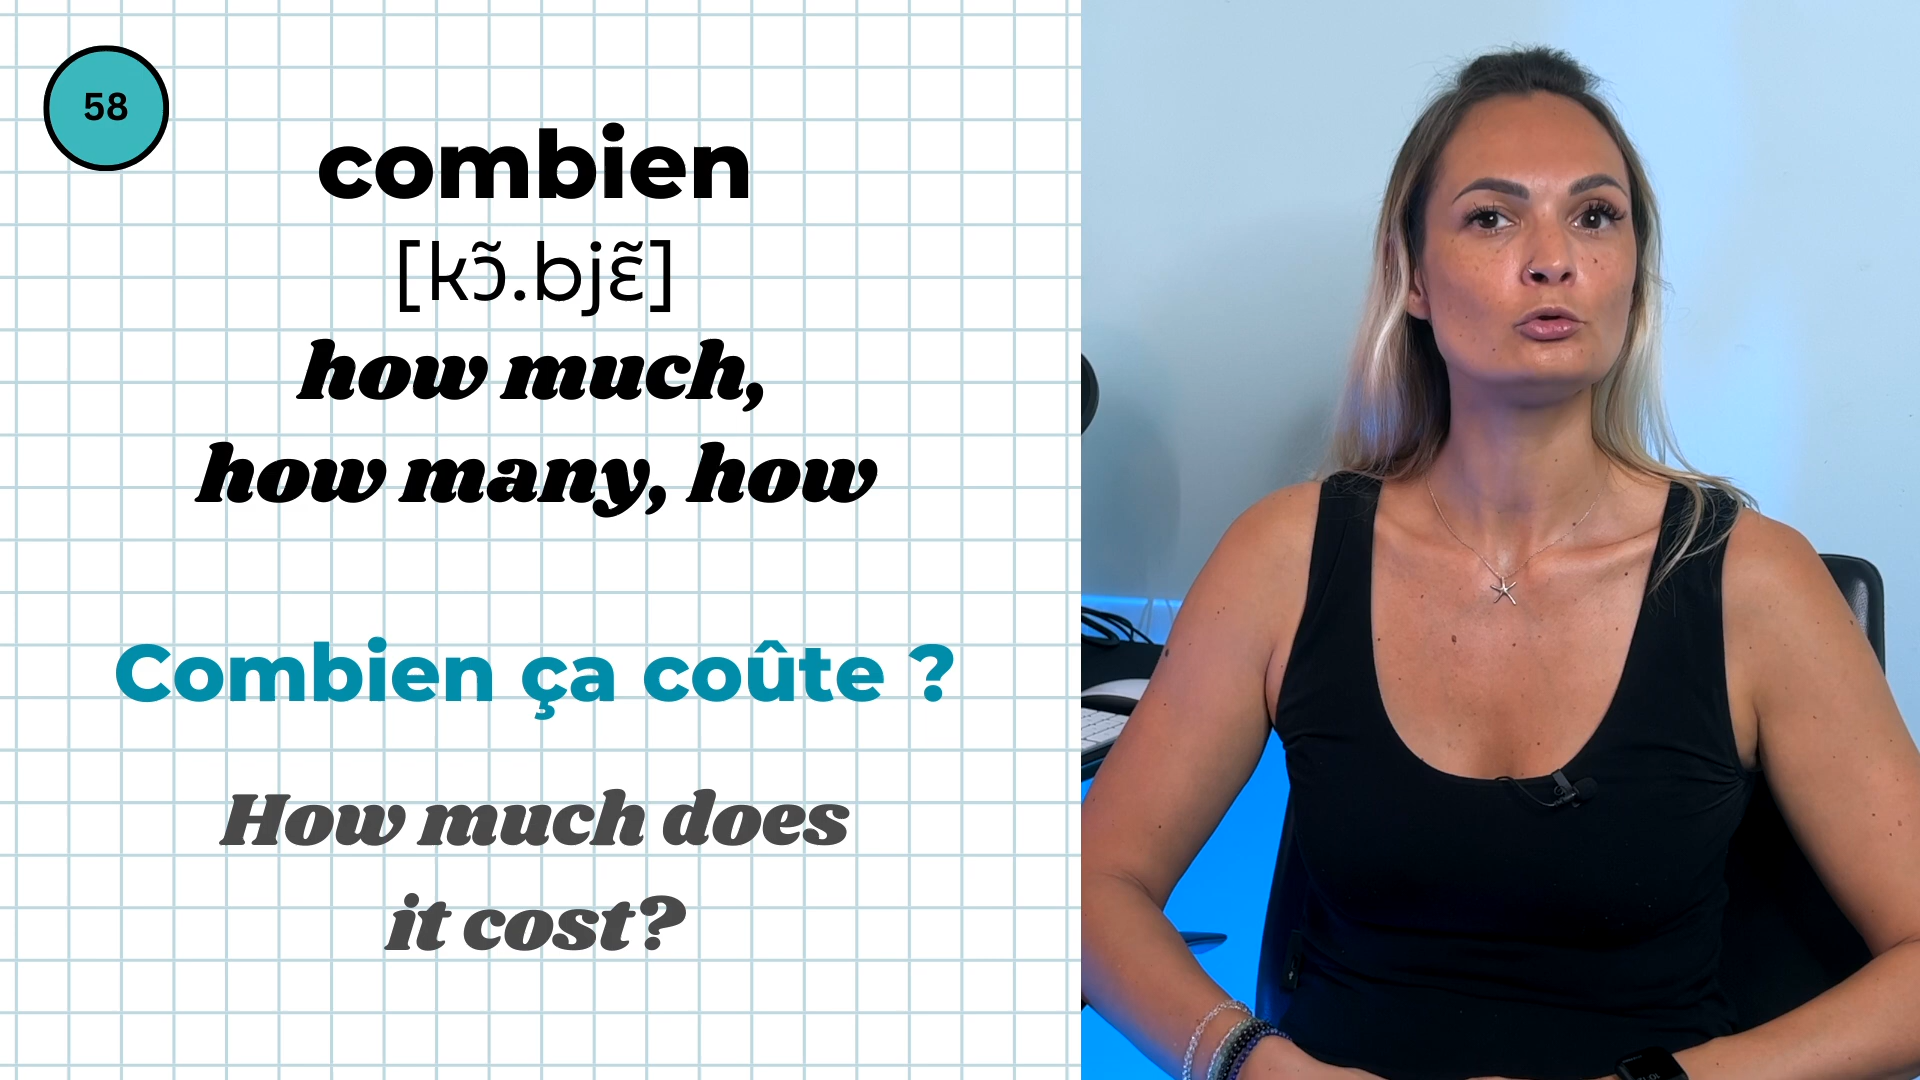 58
combien
[kɔ̃.bjɛ̃]
how much,
how many, how
Combien ça coûte ?
How much does
it cost?